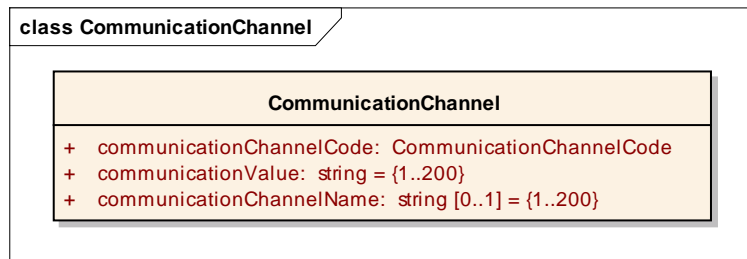 class CommunicationChannel
CommunicationChannel
+ communicationChannelCode: CommunicationChannelCode
+ communicationValue: string = {1..200}
+ communicationChannelName: string [0..1] = {1..200}